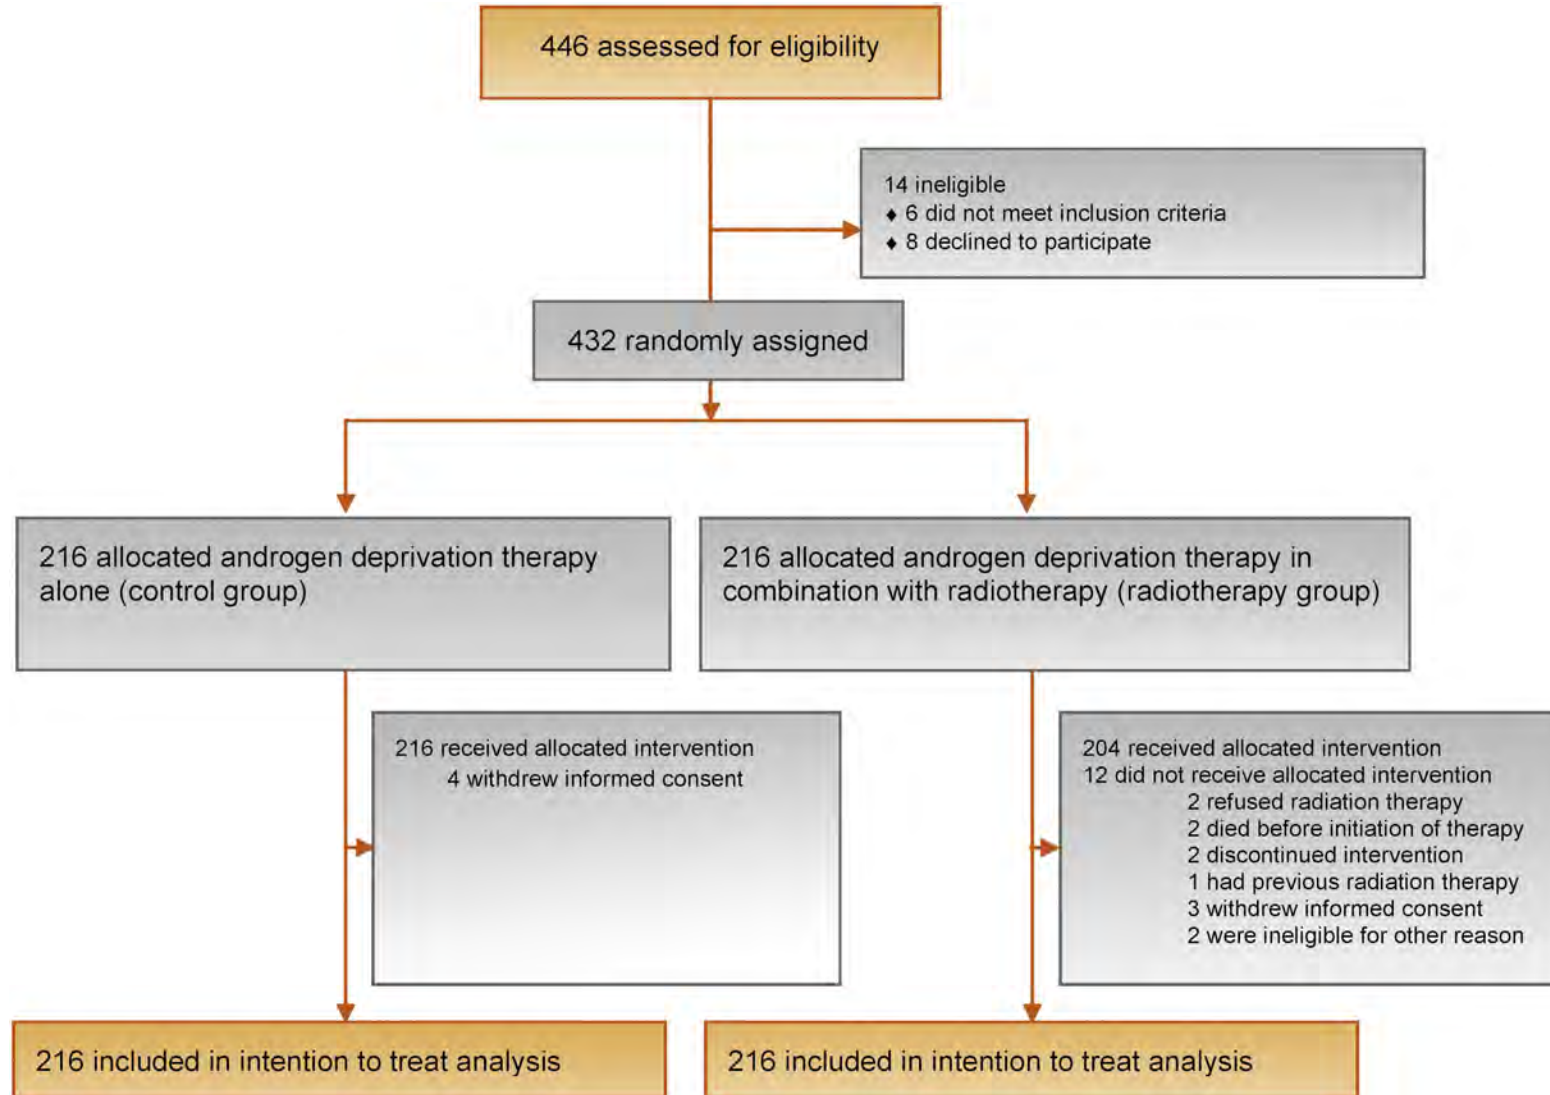 446 assessed for eligibility
14 ineligible
♦ 6 did not meet inclusion criteria
♦ 8 declined to participate
432 randomly assigned
216 allocated androgen deprivation therapy
alone (control group)
216 allocated androgen deprivation therapy in
combination with radiotherapy (radiotherapy group)
216 received allocated intervention
4 withdrew informed consent
204 received allocated intervention
12 did not receive allocated intervention
2 refused radiation therapy
2 died before initiation of therapy
2 discontinued intervention
1 had previous radiation therapy
3 withdrew informed consent
2 were ineligible for other reason
216 included in intention to treat analysis
216 included in intention to treat analysis